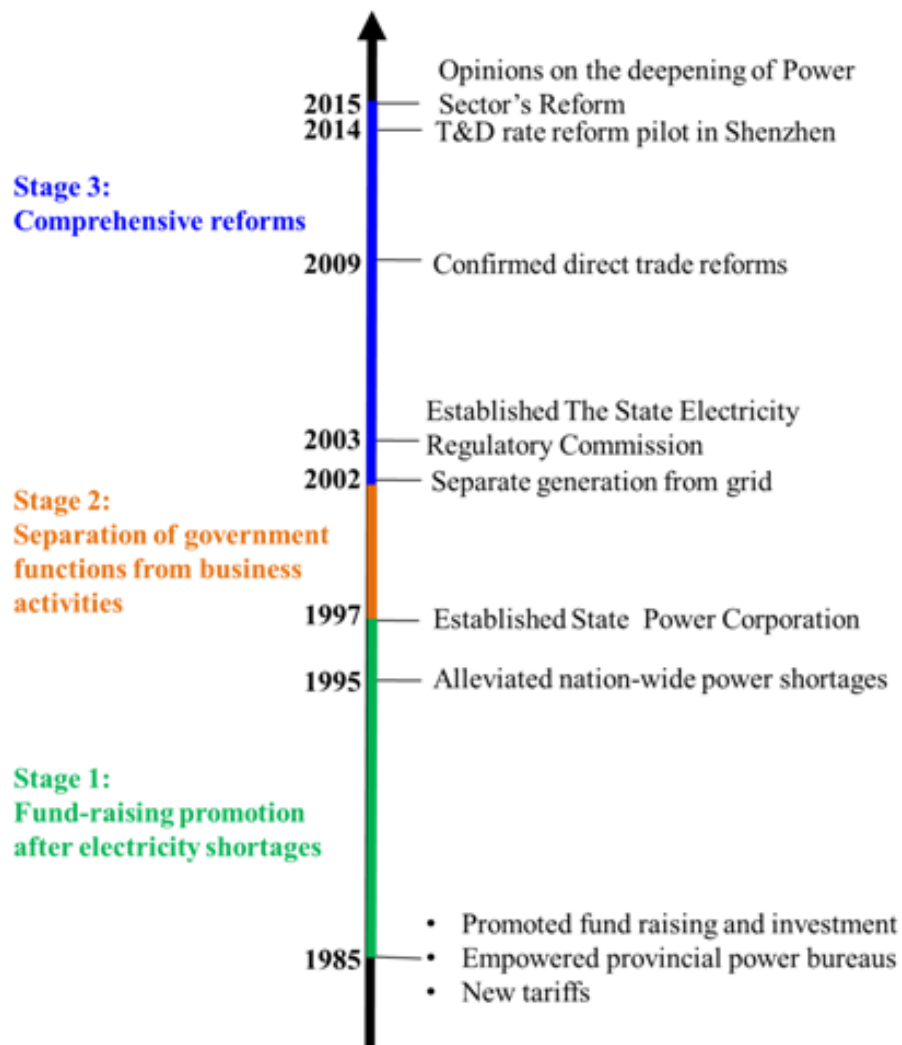 Opinions on the deepening of Power
2015 Sector's Reform
2014 T&D rate reform pilot in Shenzhen
Stage 3:
Comprehensive reforms
2009 Confirmed direct trade reforms
Established The State Electricity
2003 Regulatory Commission
2002 Separate generation from grid
Stage 2:
Separation of government
functions from business
activities
1997 Established State Power Corporation
1995 Alleviated nation-wide power shortages
Stage 1:
Fund-raising promotion
after electricity shortages
• Promoted fund raising and investment
1985 • Empowered provincial power bureaus
• New tariffs